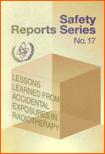 Safety
Reports Series
No.17
LESSONS
LEARNED FROM
ACCIDENTAL
EXPOSURES IN
RADIOTHERAPY